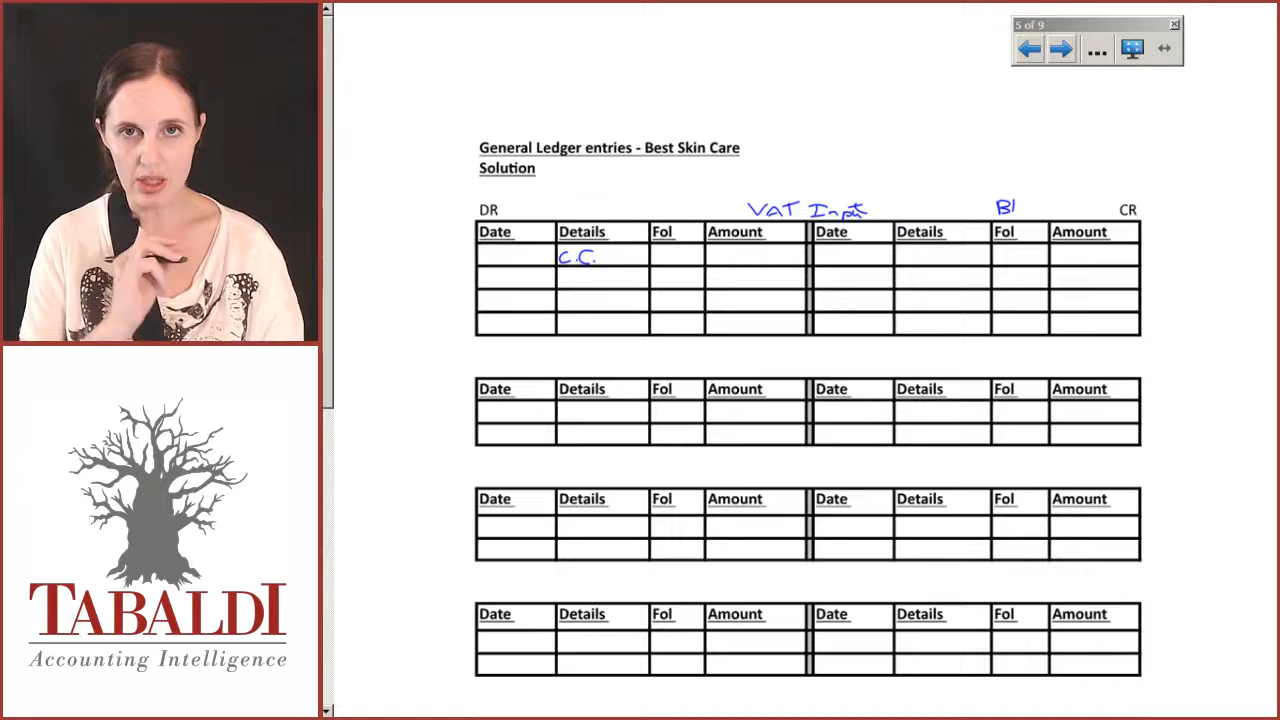 5 of 9
General Ledger entries - Best Skin Care
Solution
DR VAT Input B1 CR
Date Details Fol Amount Date Details Fol Amount
C.C.
Date Details Fol Amount Date Details Fol Amount
Date Details Fol Amount Date Details Fol Amount
Date Details Fol Amount Date Details Fol Amount
TABALDI
Accounting Intelligence